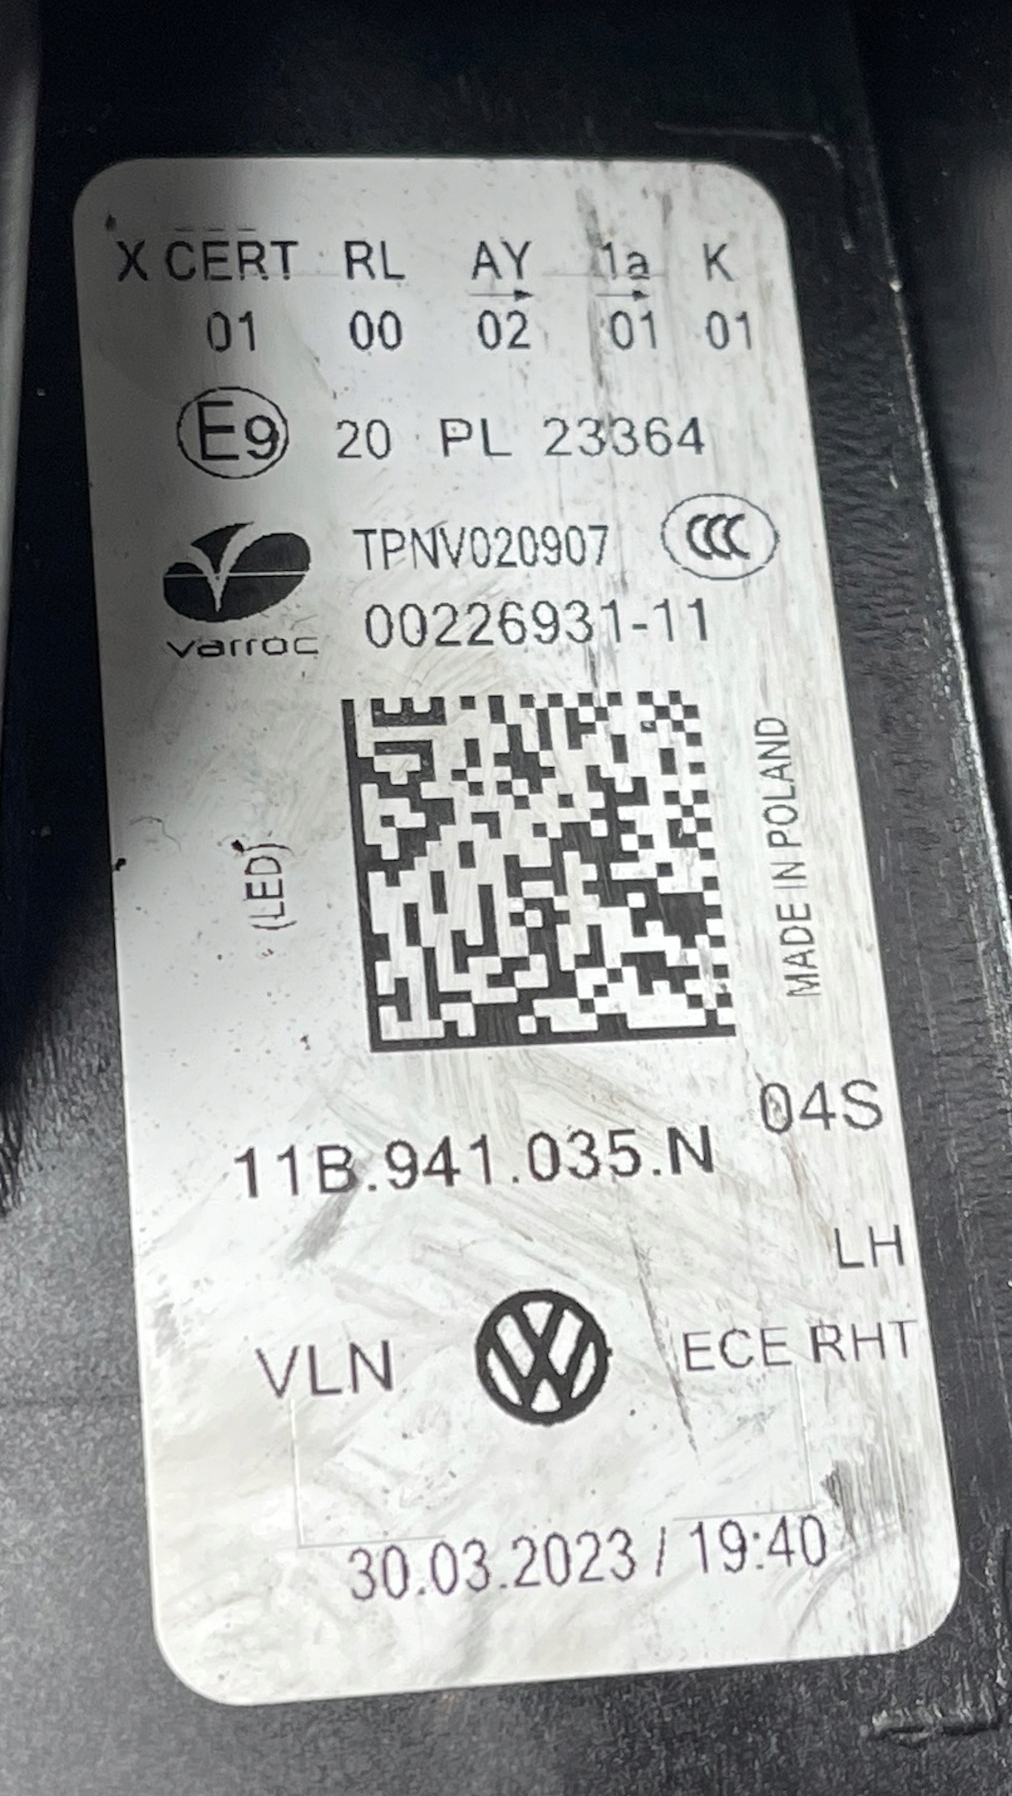 X CERT RL AY 1a K
01 00 02 01 01
E9 20 PL 23364
TPNV020907 CCC
varroc 00226931-11
(LED)
MADE IN POLAND
04S
11B.941.035.N
LH
VLN VW ECE RHT
30.03.2023 / 19:40